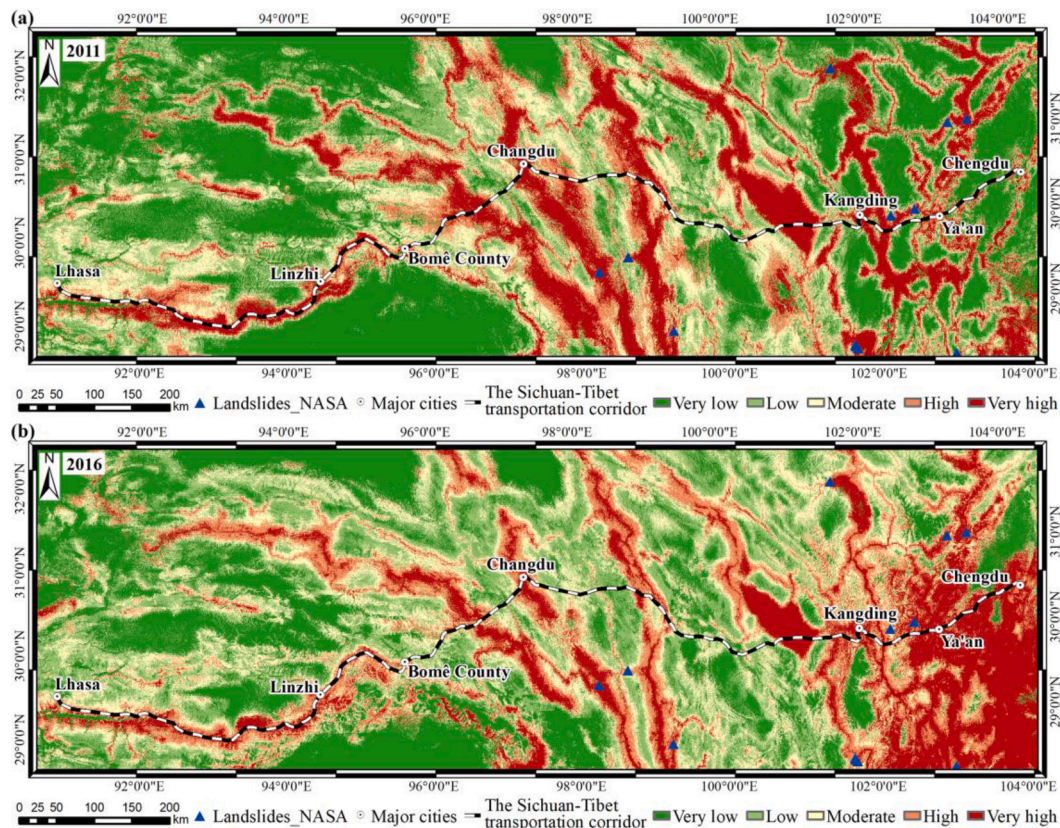 (a)
92°0'0"E 94°0'0"E 96°0'0"E 98°0'0"E 100°0'0"E 102°0'0"E 104°0'0"E
N
2011
32°0'0"N
31°0'0"N
30°0'0"N
29°0'0"N
Changdu
Chengdu
Kangding
Ya'an
Bomê County
Linzhi
Lhasa
32°0'0"N
31°0'0"N
30°0'0"N
29°0'0"N
92°0'0"E 94°0'0"E 96°0'0"E 98°0'0"E 100°0'0"E 102°0'0"E 104°0'0"E
0 25 50 100 150 200
km
Landslides_NASA Major cities The Sichuan-Tibet
transportation corridor
Very low Low Moderate High Very high
(b)
92°0'0"E 94°0'0"E 96°0'0"E 98°0'0"E 100°0'0"E 102°0'0"E 104°0'0"E
N
2016
32°0'0"N
31°0'0"N
30°0'0"N
29°0'0"N
Changdu
Chengdu
Kangding
Ya'an
Bomê County
Linzhi
Lhasa
32°0'0"N
31°0'0"N
30°0'0"N
29°0'0"N
92°0'0"E 94°0'0"E 96°0'0"E 98°0'0"E 100°0'0"E 102°0'0"E 104°0'0"E
0 25 50 100 150 200
km
Landslides_NASA Major cities The Sichuan-Tibet
transportation corridor
Very low Low Moderate High Very high